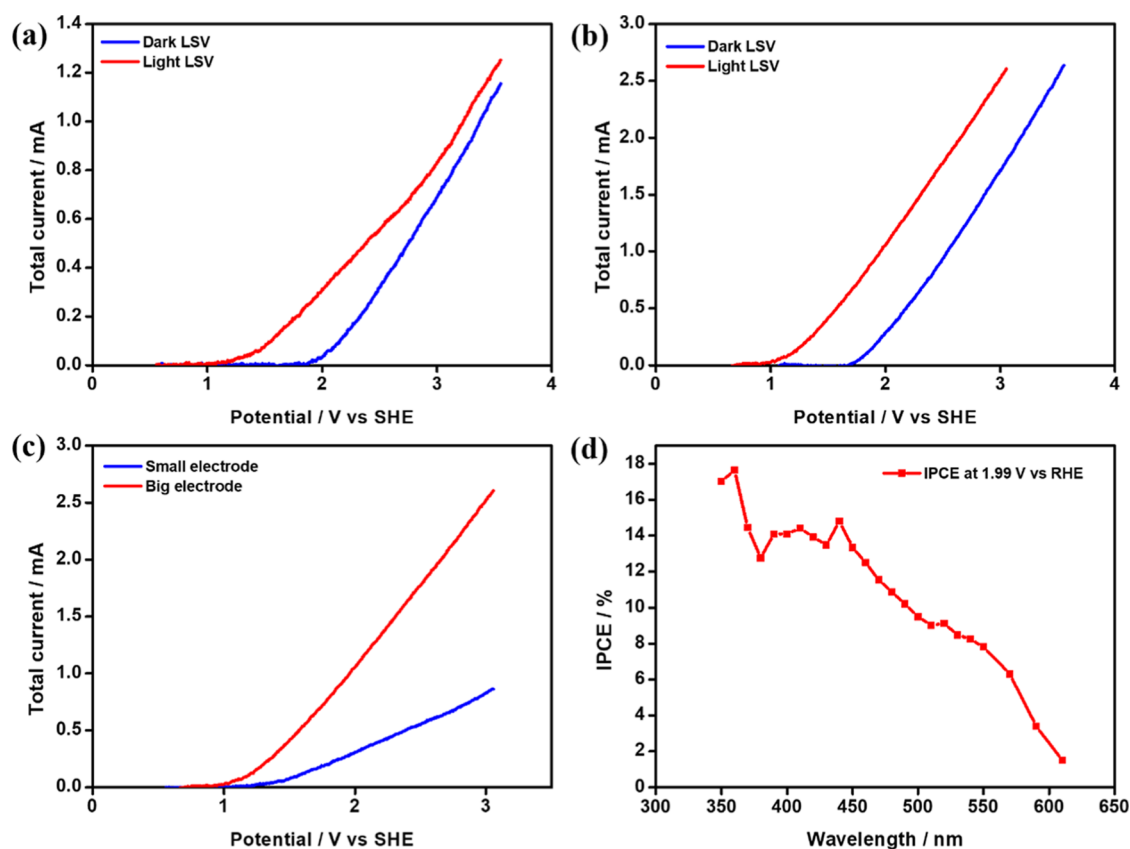 (a)
Dark LSV
Light LSV
Total current / mA
1.4
1.2
1.0
0.8
0.6
0.4
0.2
0.0
0 1 2 3 4
Potential / V vs SHE
(b)
Dark LSV
Light LSV
Total current / mA
3.0
2.5
2.0
1.5
1.0
0.5
0.0
0 1 2 3 4
Potential / V vs SHE
(c)
Small electrode
Big electrode
Total current / mA
3.0
2.5
2.0
1.5
1.0
0.5
0.0
0 1 2 3
Potential / V vs SHE
(d)
IPCE at 1.99 V vs RHE
IPCE / %
18
16
14
12
10
8
6
4
2
0
300 350 400 450 500 550 600 650
Wavelength / nm